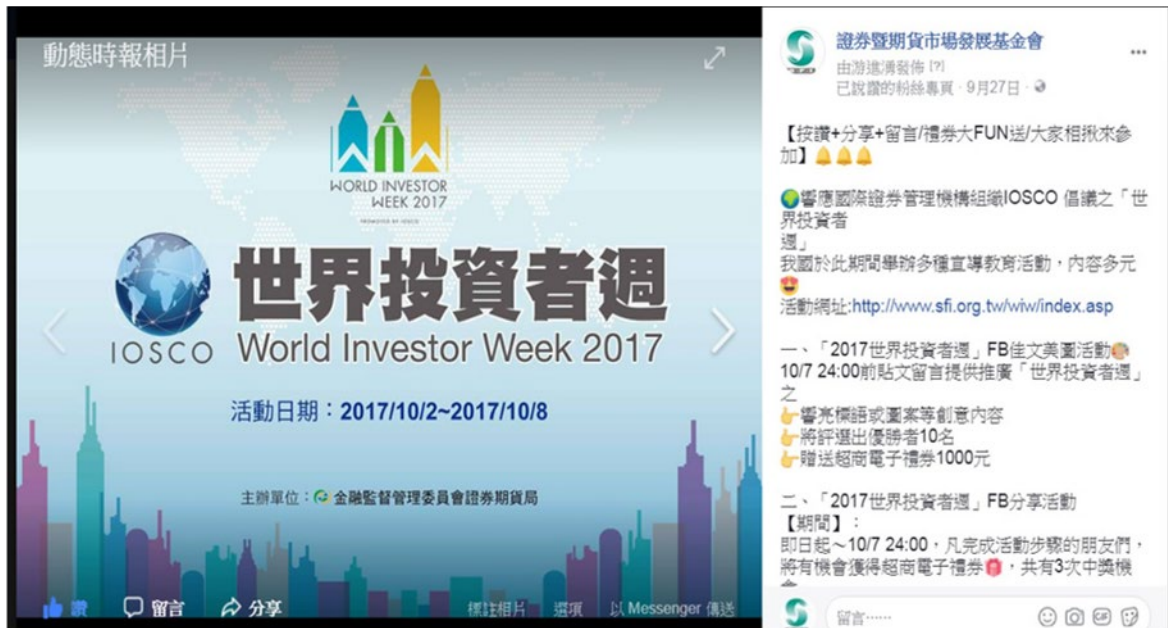 動態時報相片
WORLD INVESTOR
WEEK 2017
PROMOTED BY IOSCO
IOSCO
世界投資者週
World Investor Week 2017
活動日期：2017/10/2~2017/10/8
主辦單位：金融監督管理委員會證券期貨局
讚 留言 分享 標註相片 選項 以 Messenger 傳送
證券暨期貨市場發展基金會
由游進湧發佈 [?]
已說讚的粉絲專頁 · 9月27日 ·
【按讚+分享+留言/禮券大FUN送/大家相揪來參
加】
響應國際證券管理機構組織IOSCO 倡議之「世
界投資者
週」
我國於此期間舉辦多種宣導教育活動，內容多元
活動網址:http://www.sfi.org.tw/wiw/index.asp
一、「2017世界投資者週」FB佳文美圖活動
10/7 24:00前貼文留言提供推廣「世界投資者週」
之
響亮標語或圖案等創意內容
將評選出優勝者10名
贈送超商電子禮券1000元
二、「2017世界投資者週」FB分享活動
【期間】：
即日起～10/7 24:00，凡完成活動步驟的朋友們，
將有機會獲得超商電子禮券，共有3次中獎機
留言......
GIF